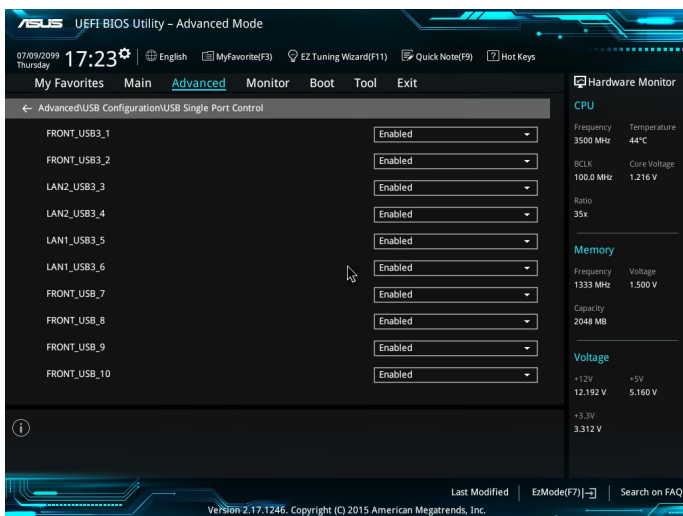 ASUS UEFI BIOS Utility – Advanced Mode
07/09/2099 Thursday 17:23 English MyFavorite(F3) EZ Tuning Wizard(F11) Quick Note(F9) ? Hot Keys
My Favorites Main Advanced Monitor Boot Tool Exit
← Advanced\USB Configuration\USB Single Port Control
FRONT_USB3_1 Enabled
FRONT_USB3_2 Enabled
LAN2_USB3_3 Enabled
LAN2_USB3_4 Enabled
LAN1_USB3_5 Enabled
LAN1_USB3_6 Enabled
FRONT_USB_7 Enabled
FRONT_USB_8 Enabled
FRONT_USB_9 Enabled
FRONT_USB_10 Enabled
Hardware Monitor
CPU
Frequency Temperature
3500 MHz 44°C
BCLK Core Voltage
100.0 MHz 1.216 V
Ratio
35x
Memory
Frequency Voltage
1333 MHz 1.500 V
Capacity
2048 MB
Voltage
+12V +5V
12.192 V 5.160 V
+3.3V
3.312 V
i
Last Modified EzMode(F7) Search on FAQ
Version 2.17.1246. Copyright (C) 2015 American Megatrends, Inc.